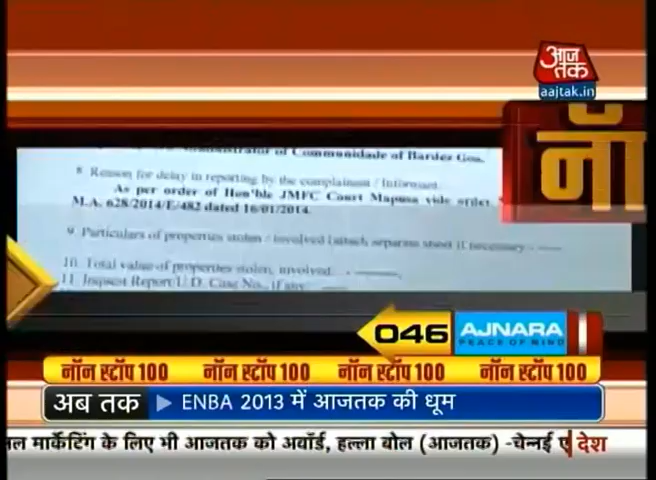 आज
तक
aajtak.in
नॉ
Administrator of Communidade of Bardez Goa.
8. Reason for delay in reporting by the complainant / Informant
As per order of Hon'ble JMFC Court Mapusa vide order
M.A. 628/2014/E/482 dated 16/01/2014.
9. Particulars of properties stolen / involved (attach separate sheet if necessary -
10. Total value of properties stolen, involved -
11. Inquest Report/U.D. Case No., if any
046
AJNARA
PEACE OF MIND
नॉन स्टॉप 100 नॉन स्टॉप 100 नॉन स्टॉप 100 नॉन स्टॉप 100
अब तक ENBA 2013 में आजतक की धूम
मार्केटिंग के लिए भी आजतक को अवॉर्ड, हल्ला बोल (आजतक) -चेन्नई ए देश